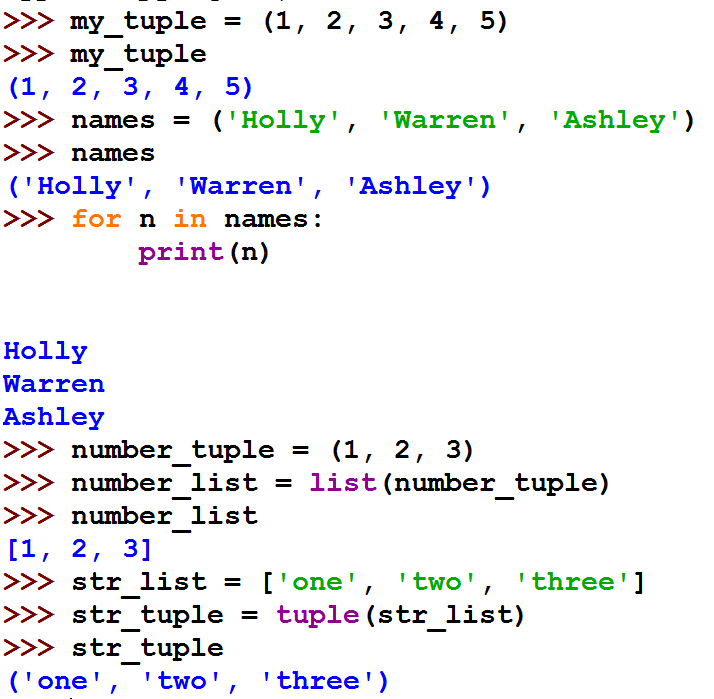 >>> my_tuple = (1, 2, 3, 4, 5)
>>> my_tuple
(1, 2, 3, 4, 5)
>>> names = ('Holly', 'Warren', 'Ashley')
>>> names
('Holly', 'Warren', 'Ashley')
>>> for n in names:
        print(n)
Holly
Warren
Ashley
>>> number_tuple = (1, 2, 3)
>>> number_list = list(number_tuple)
>>> number_list
[1, 2, 3]
>>> str_list = ['one', 'two', 'three']
>>> str_tuple = tuple(str_list)
>>> str_tuple
('one', 'two', 'three')